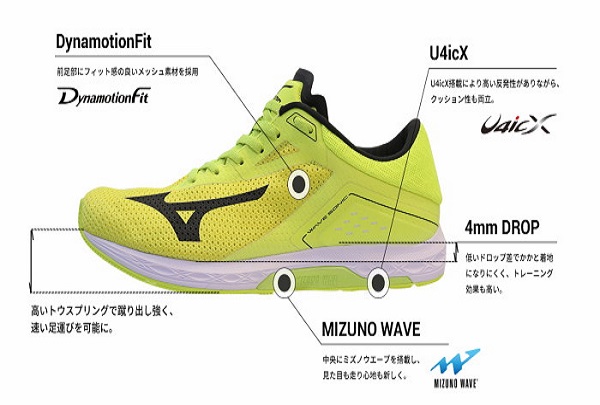 DynamotionFit
前足部にフィット感の良いメッシュ素材を採用
DynamotionFit
U4icX
U4icX搭載により高い反発性がありながら、
クッション性も両立。
U4icX
WAVE SONIC
4mm DROP
低いドロップ差でかかと着地
になりにくく、トレーニング
効果も高い。
高いトウスプリングで蹴り出し強く、
速い足運びを可能に。
MIZUNO WAVE
中央にミズノウエーブを搭載し、
見た目も走り心地も新しく。
MIZUNO WAVE